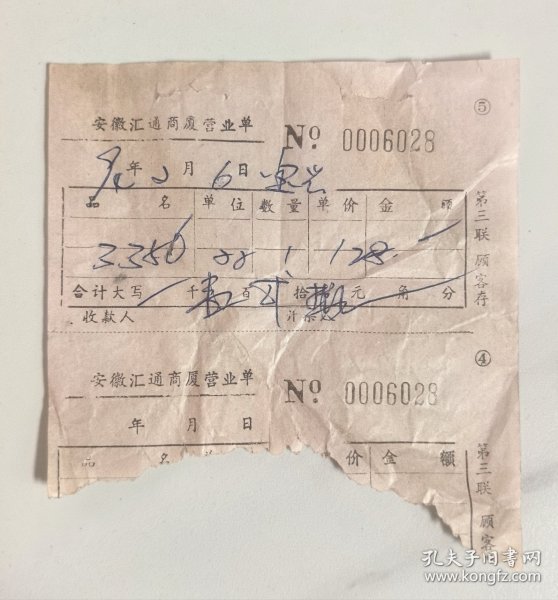 ⑤
安徽汇通商厦营业单
No 0006028
年 2 月 6 日
品 名 单位 数量 单价 金 额
3356 1 128.-
合计大写 千 百 拾 元 角 分
收款人
第三联 顾客存
④
安徽汇通商厦营业单
No 0006028
年 月 日
品 名 价 金 额
第三联 顾客
孔夫子旧书网
www.kongfz.com